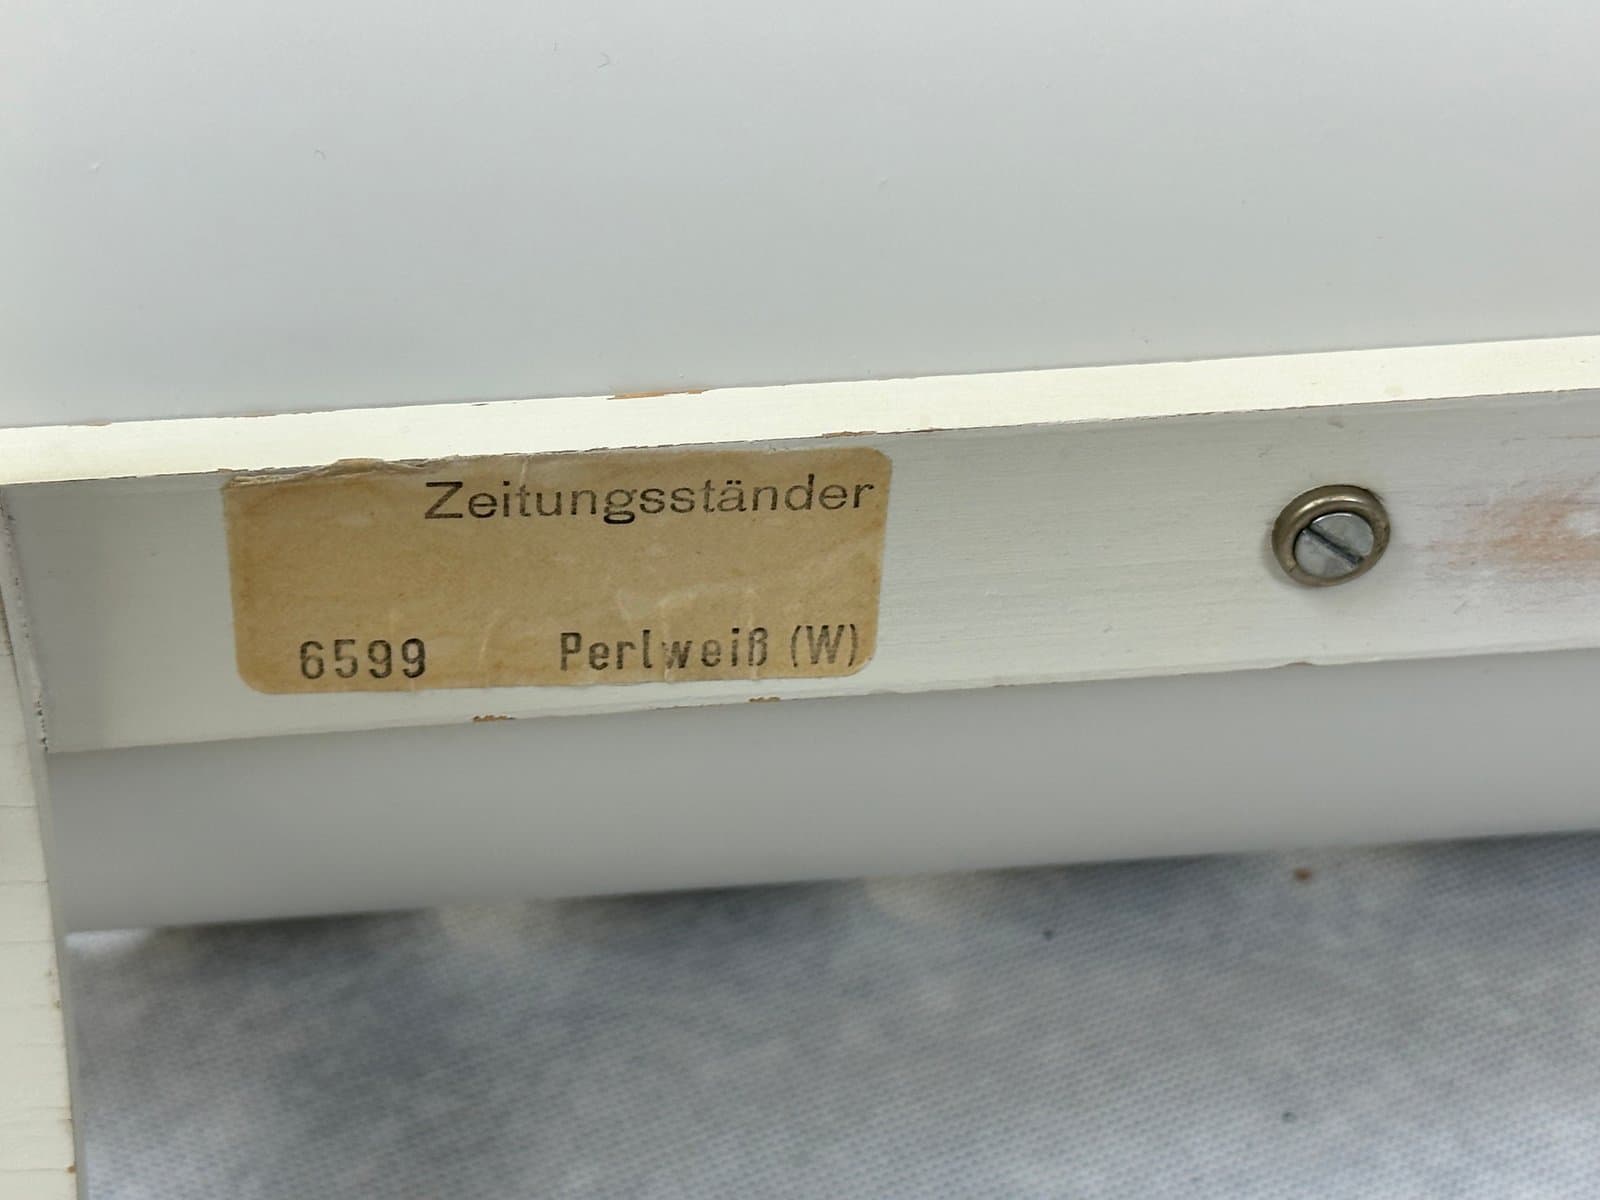 Zeitungsständer
6599 Perlweiß (W)